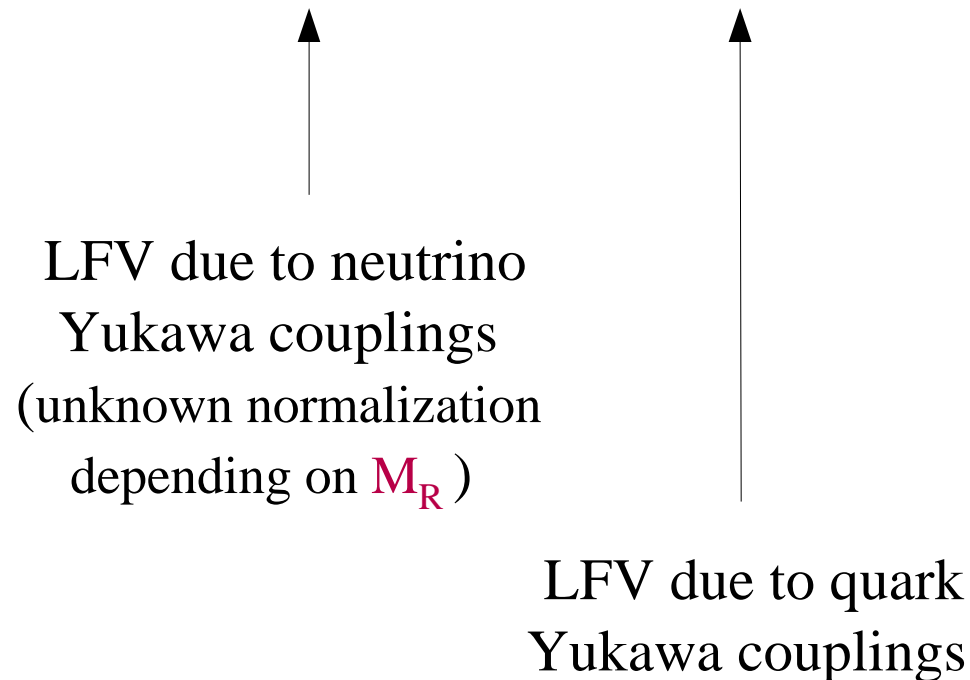 LFV due to neutrino
Yukawa couplings
(unknown normalization
depending on M_R )
LFV due to quark
Yukawa couplings